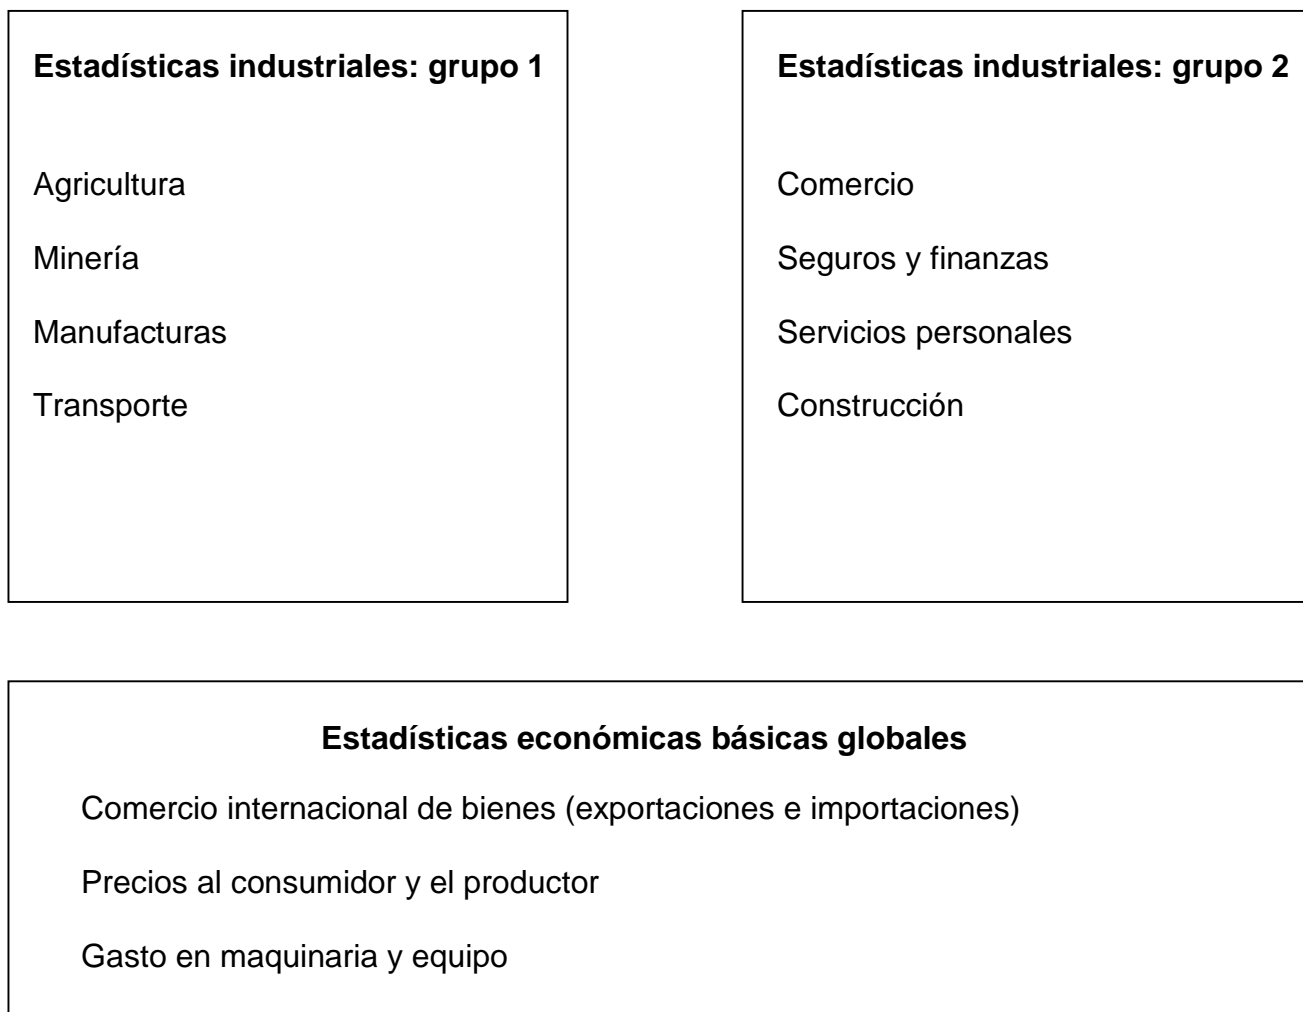 Estadísticas industriales: grupo 1
Agricultura
Minería
Manufacturas
Transporte
Estadísticas industriales: grupo 2
Comercio
Seguros y finanzas
Servicios personales
Construcción
Estadísticas económicas básicas globales
Comercio internacional de bienes (exportaciones e importaciones)
Precios al consumidor y el productor
Gasto en maquinaria y equipo